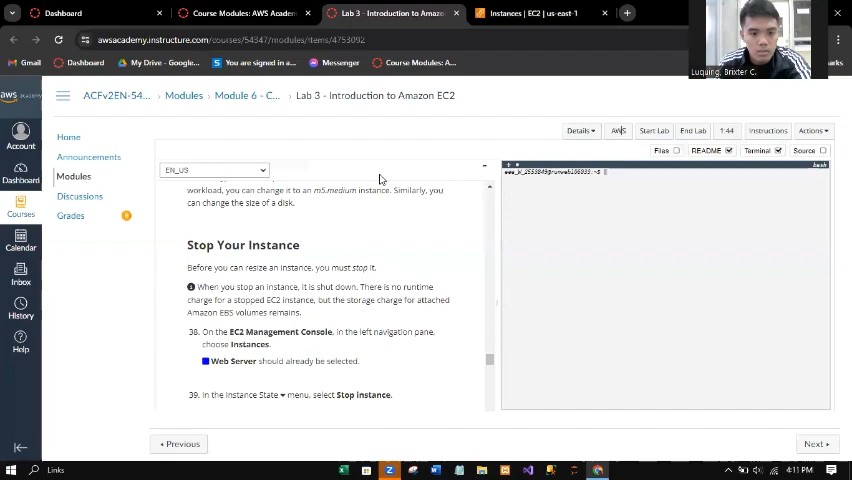 Dashboard
Course Modules: AWS Academ
Lab 3 - Introduction to Amazo
Instances | EC2 | us-east-1
awsacademy.instructure.com/courses/54347/modules/items/4753092
Gmail
Dashboard
My Drive - Google...
You are signed in a...
Messenger
Course Modules: A...
Luquing, Brixter C.
aws
academy
ACFv2EN-54...
Modules
Module 6 - C...
Lab 3 - Introduction to Amazon EC2
Account
Dashboard
Courses
Calendar
Inbox
History
Help
Home
Announcements
Modules
Discussions
Grades
Details
AWS
Start Lab
End Lab
1:44
Instructions
Actions
Files
README
Terminal
Source
EN_US
bash
workload, you can change it to an m5.medium instance. Similarly, you
can change the size of a disk.
Stop Your Instance
Before you can resize an instance, you must stop it.
When you stop an instance, it is shut down. There is no runtime
charge for a stopped EC2 instance, but the storage charge for attached
Amazon EBS volumes remains.
38. On the EC2 Management Console, in the left navigation pane,
choose Instances.
Web Server should already be selected.
39. In the Instance State menu, select Stop instance.
Previous
Next
Links
4:11 PM